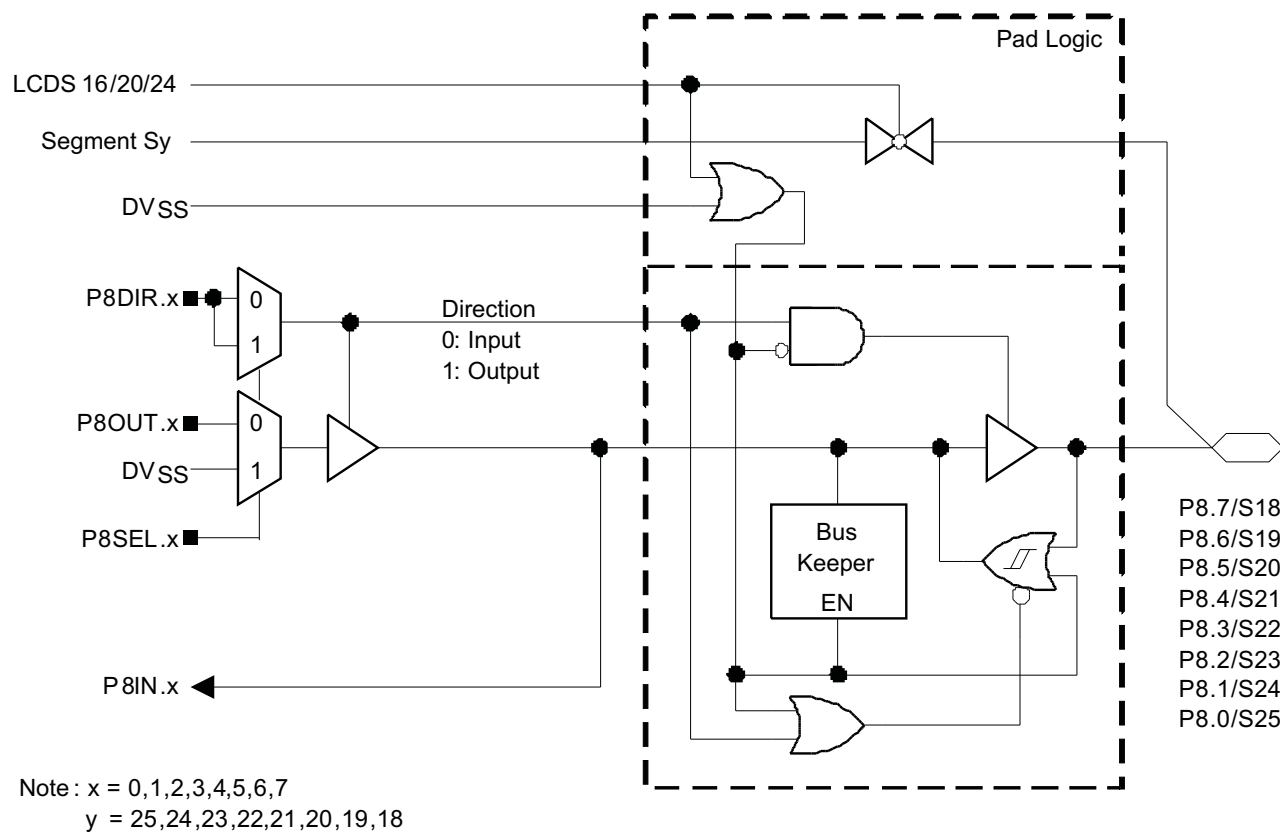 Pad Logic
LCDS 16/20/24
Segment Sy
DVSS
P8DIR.x
0
1
Direction
0: Input
1: Output
P8OUT.x
0
DVSS
1
P8SEL.x
Bus
Keeper
EN
P8.7/S18
P8.6/S19
P8.5/S20
P8.4/S21
P8.3/S22
P8.2/S23
P8.1/S24
P8.0/S25
P8IN.x
Note : x = 0,1,2,3,4,5,6,7
y = 25,24,23,22,21,20,19,18